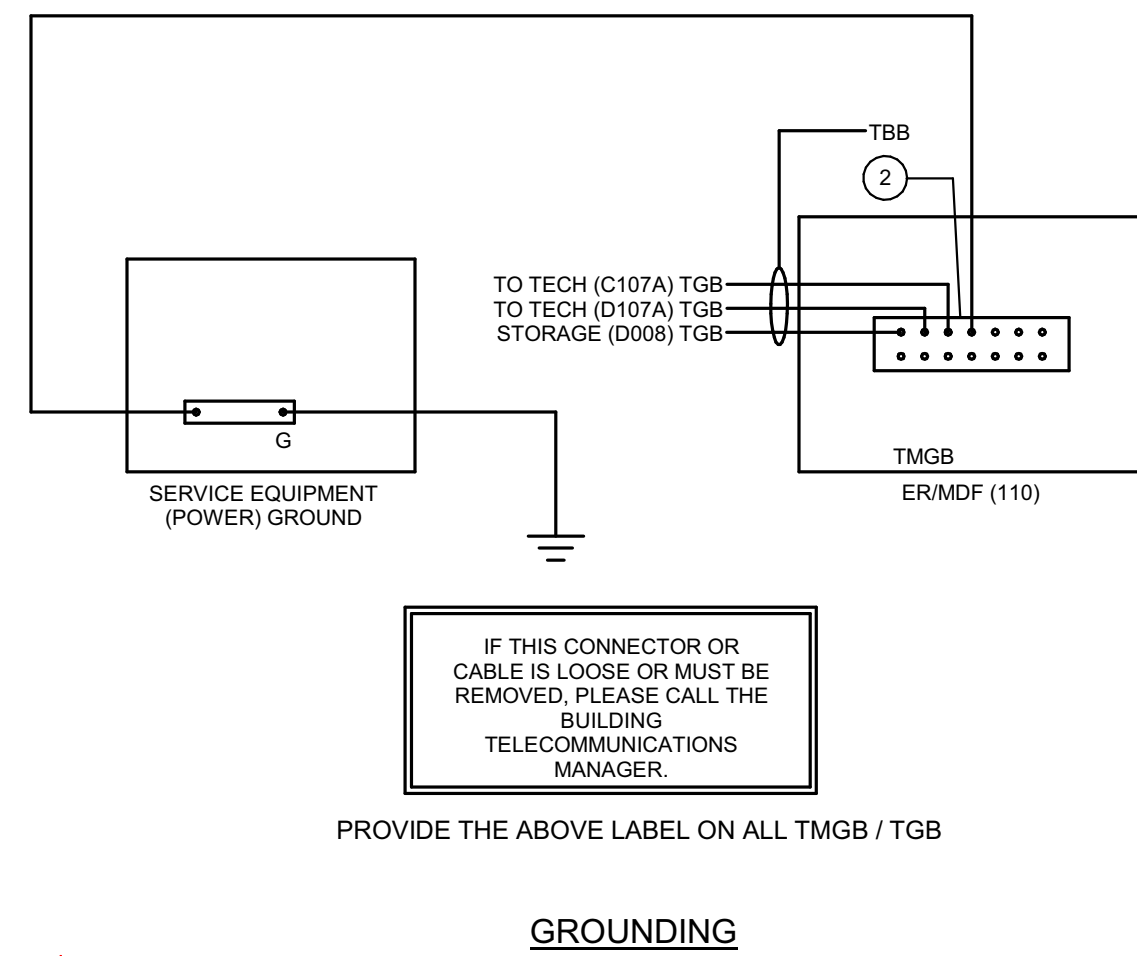 TBB
2
TO TECH (C107A) TGB
TO TECH (D107A) TGB
STORAGE (D008) TGB
G
TMGB
SERVICE EQUIPMENT
(POWER) GROUND
ER/MDF (110)
IF THIS CONNECTOR OR
CABLE IS LOOSE OR MUST BE
REMOVED, PLEASE CALL THE
BUILDING
TELECOMMUNICATIONS
MANAGER.
PROVIDE THE ABOVE LABEL ON ALL TMGB / TGB
GROUNDING